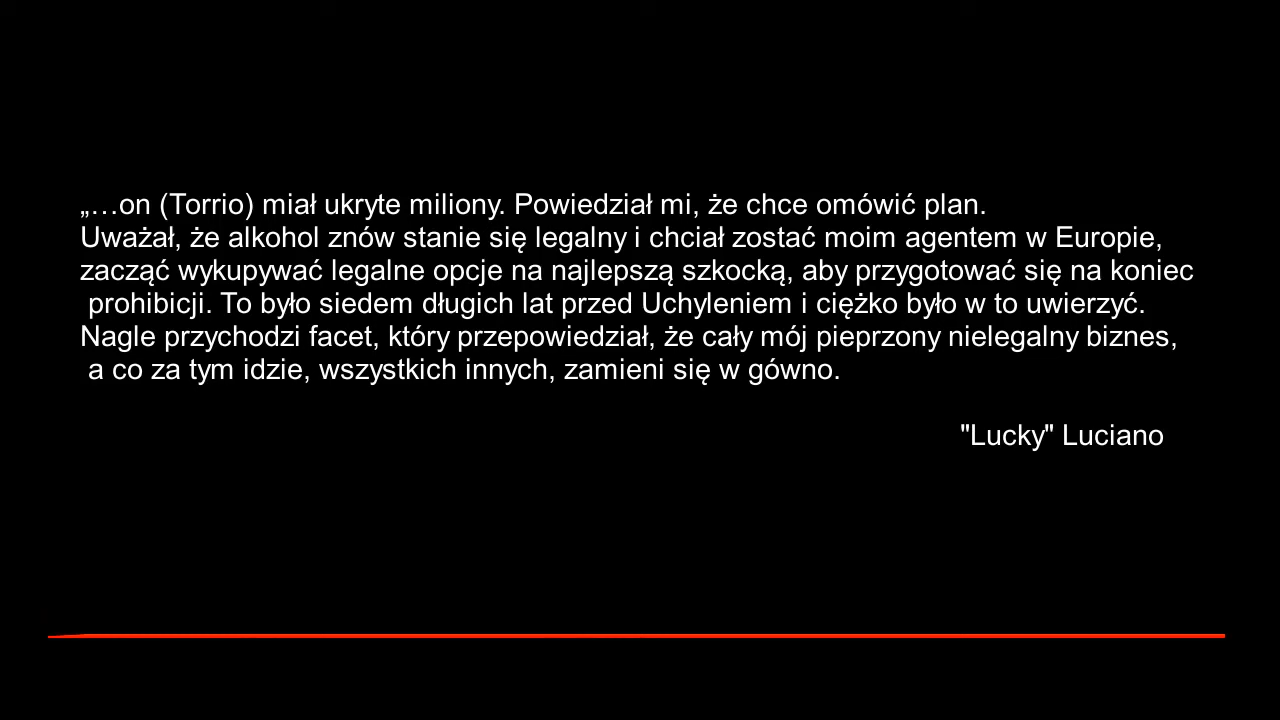 „…on (Torrio) miał ukryte miliony. Powiedział mi, że chce omówić plan.
Uważał, że alkohol znów stanie się legalny i chciał zostać moim agentem w Europie,
zacząć wykupywać legalne opcje na najlepszą szkocką, aby przygotować się na koniec
prohibicji. To było siedem długich lat przed Uchyleniem i ciężko było w to uwierzyć.
Nagle przychodzi facet, który przepowiedział, że cały mój pieprzony nielegalny biznes,
a co za tym idzie, wszystkich innych, zamieni się w gówno.
"Lucky" Luciano